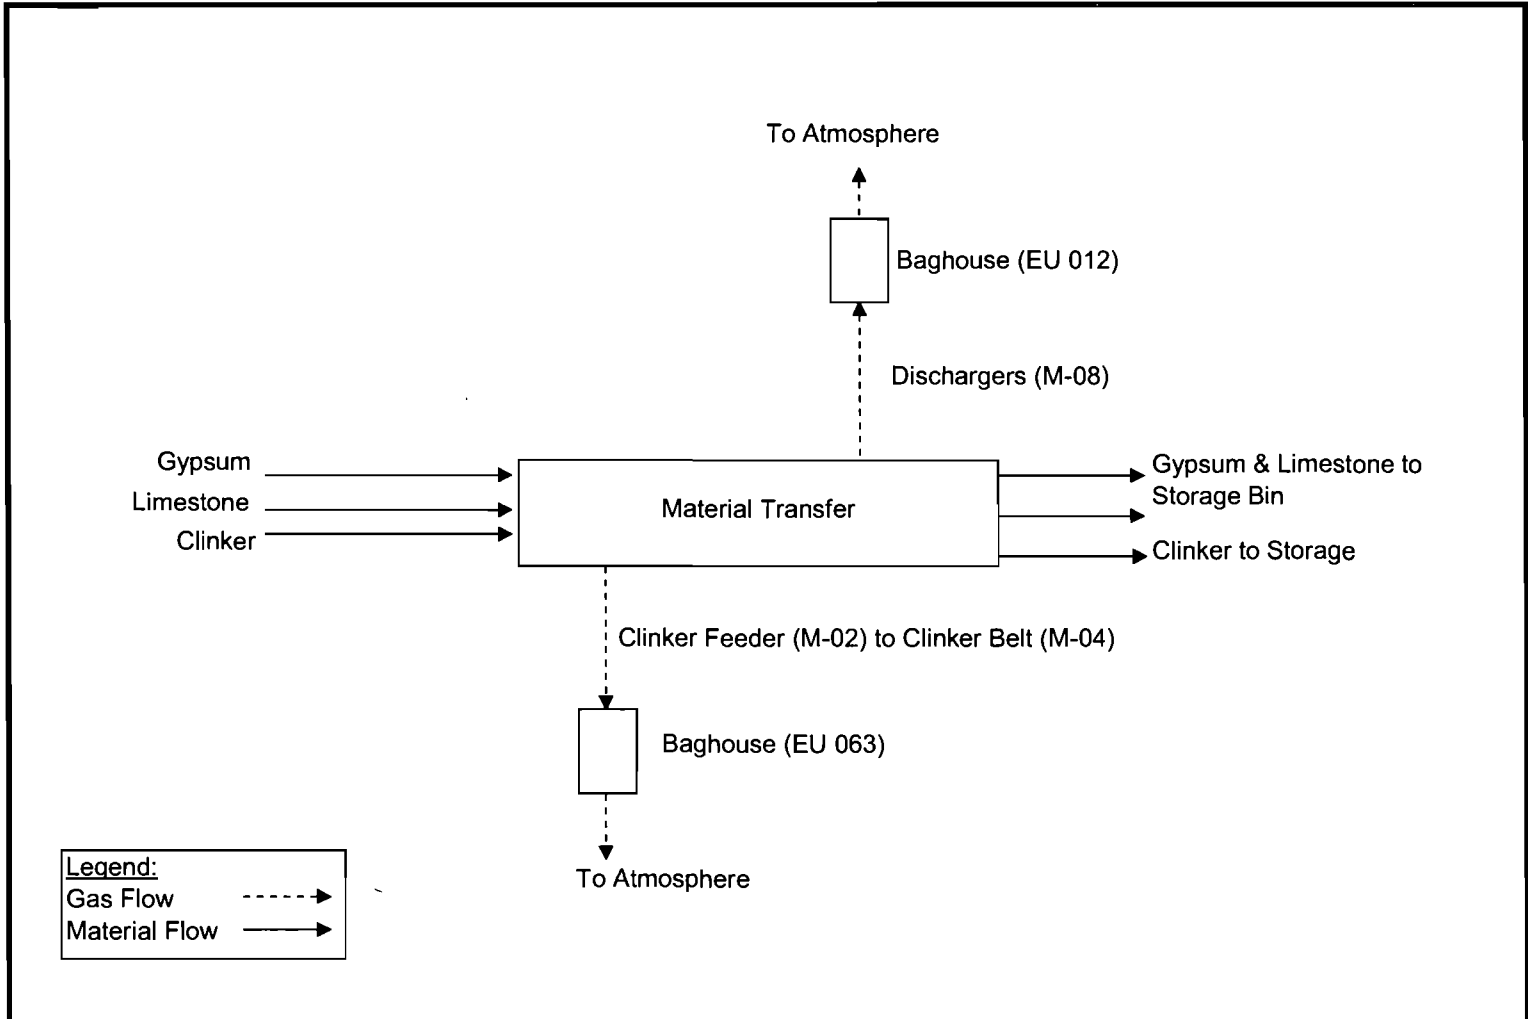 To Atmosphere
Baghouse (EU 012)
Dischargers (M-08)
Gypsum
Limestone
Clinker
Material Transfer
Gypsum & Limestone to
Storage Bin
Clinker to Storage
Clinker Feeder (M-02) to Clinker Belt (M-04)
Baghouse (EU 063)
To Atmosphere
Legend:
Gas Flow
Material Flow